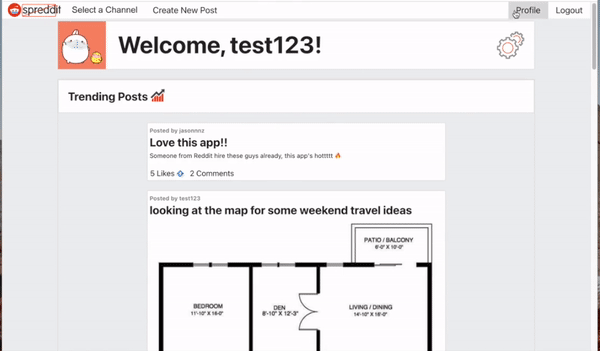 spreddit Select a Channel Create New Post Profile Logout
Welcome, test123!
Trending Posts
Posted by jasonnnz
Love this app!!
Someone from Reddit hire these guys already, this app's hottttt 🔥
5 Likes 2 Comments
Posted by test123
looking at the map for some weekend travel ideas
PATIO / BALCONY
6'-0" X 10'-0"
BEDROOM
11'-10" X 14-0"
DEN
8'-10" X 12'-3"
LIVING / DINING
14'-10" X 16'-0"